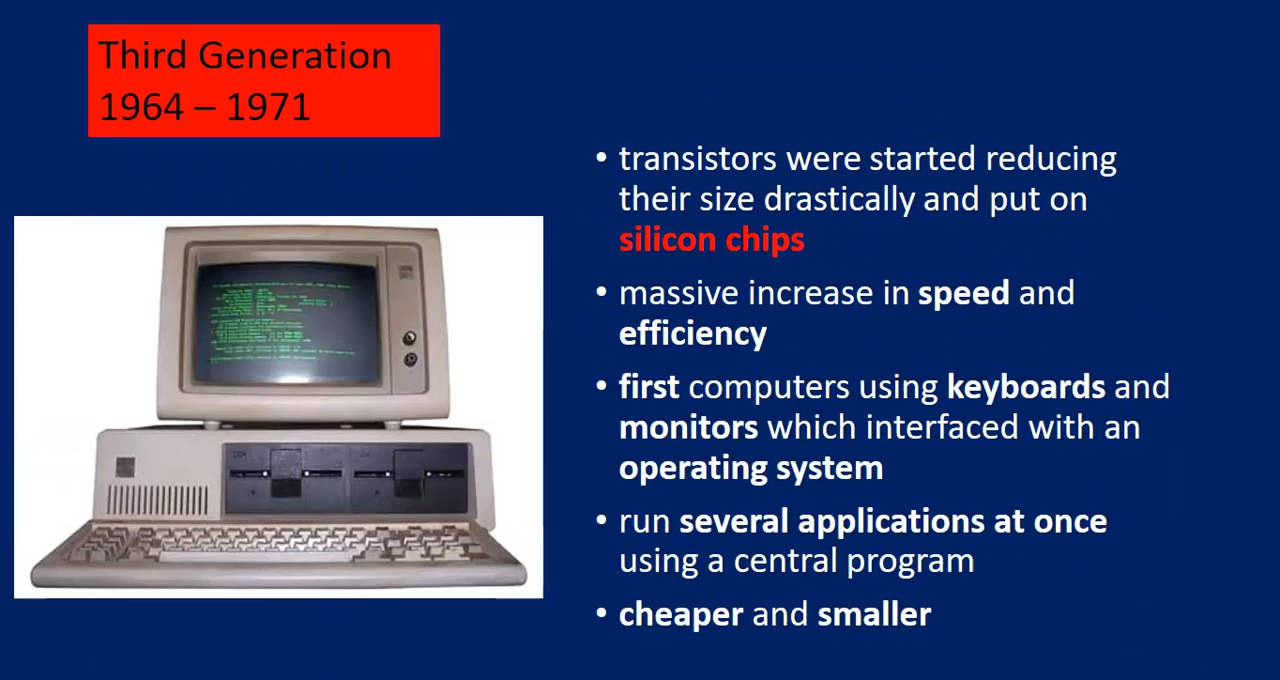 Third Generation
1964 – 1971
• transistors were started reducing
their size drastically and put on
silicon chips
• massive increase in speed and
efficiency
• first computers using keyboards and
monitors which interfaced with an
operating system
• run several applications at once
using a central program
• cheaper and smaller